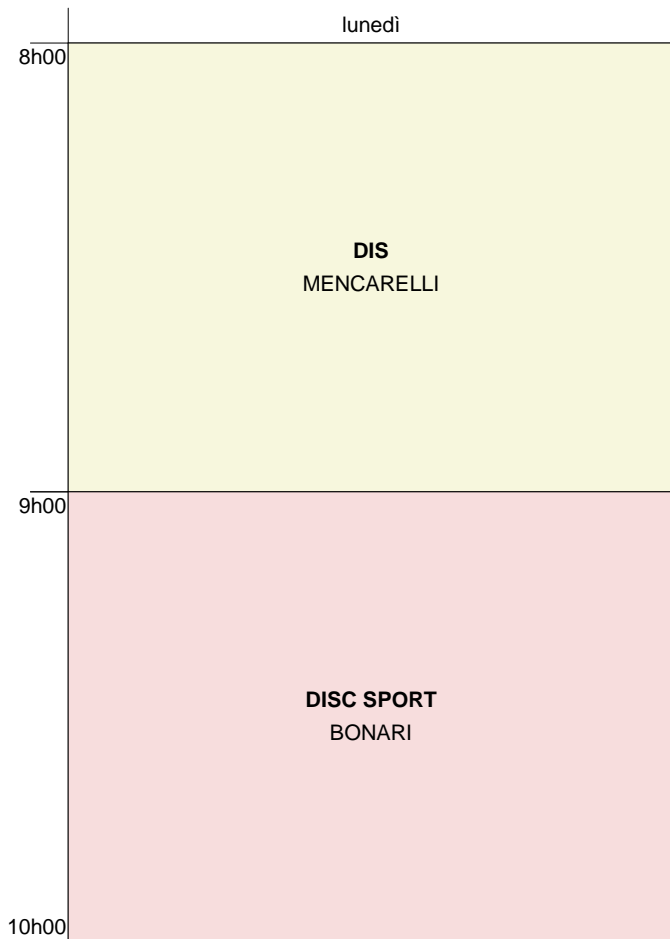 lunedì
8h00
DIS
MENCARELLI
9h00
DISC SPORT
BONARI
10h00